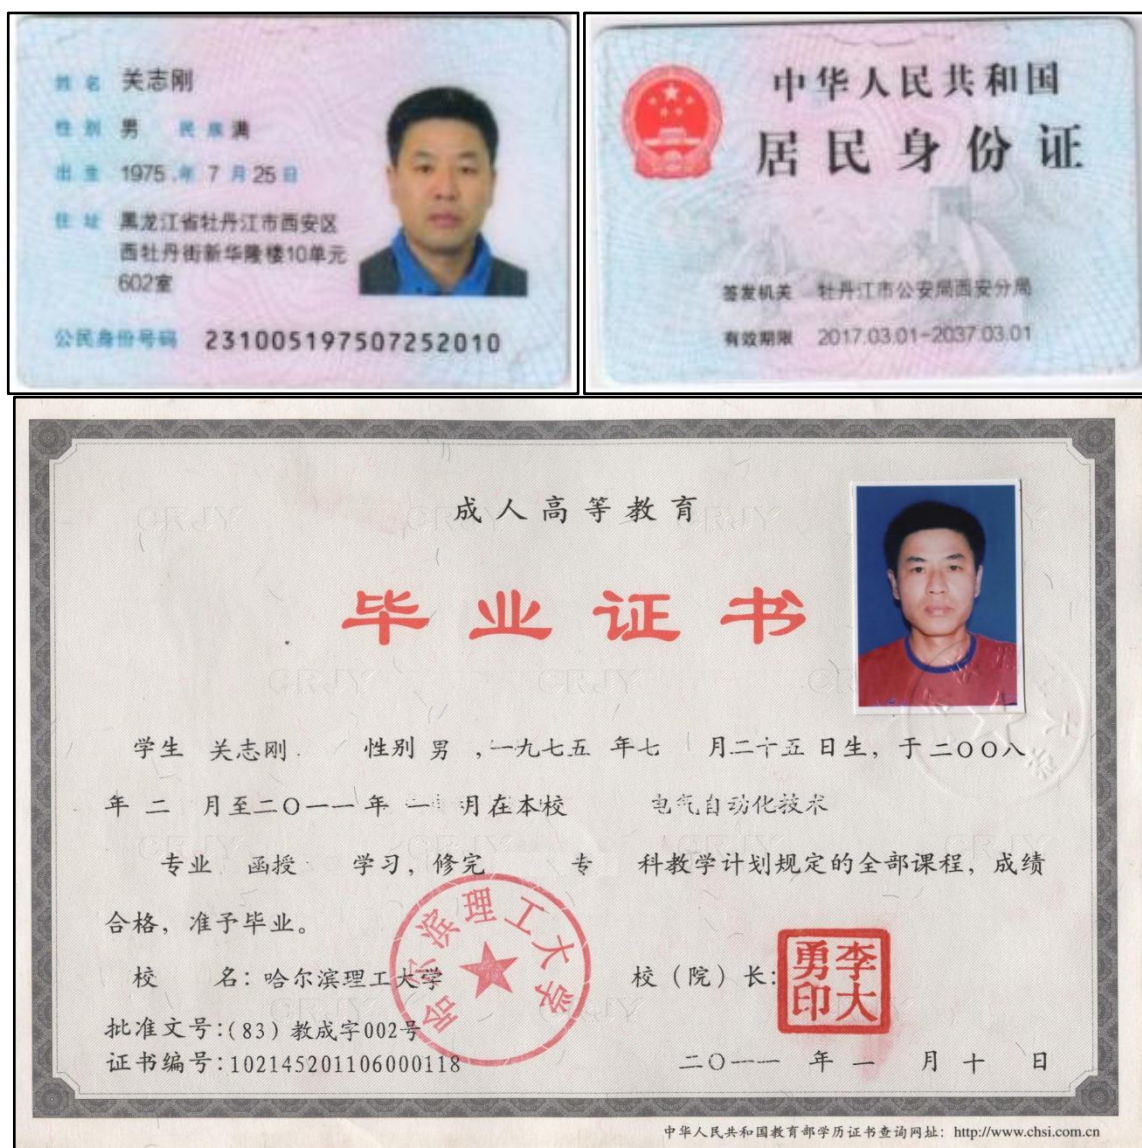 姓名 关志刚
性别 男 民族 满
出生 1975 年 7 月 25 日
住址 黑龙江省牡丹江市西安区
西牡丹街新华隆楼10单元
602室
公民身份号码 231005197507252010
中华人民共和国
居民身份证
签发机关 牡丹江市公安局西安分局
有效期限 2017.03.01-2037.03.01
成人高等教育
毕业证书
学生 关志刚 性别 男 ,一九七五 年七 月二十五日生，于二〇〇八
年 二 月至二〇一一年 一 月在本校 电气自动化技术
专业 函授 学习，修完 专 科教学计划规定的全部课程，成绩
合格，准予毕业。
校 名：哈尔滨理工大学 校（院）长：
哈尔滨理工大学
李大勇印
批准文号：(83) 教成字002号
证书编号：102145201106000118 二〇一一 年 一 月 十 日
中华人民共和国教育部学历证书查询网址：http://www.chsi.com.cn
CRJY